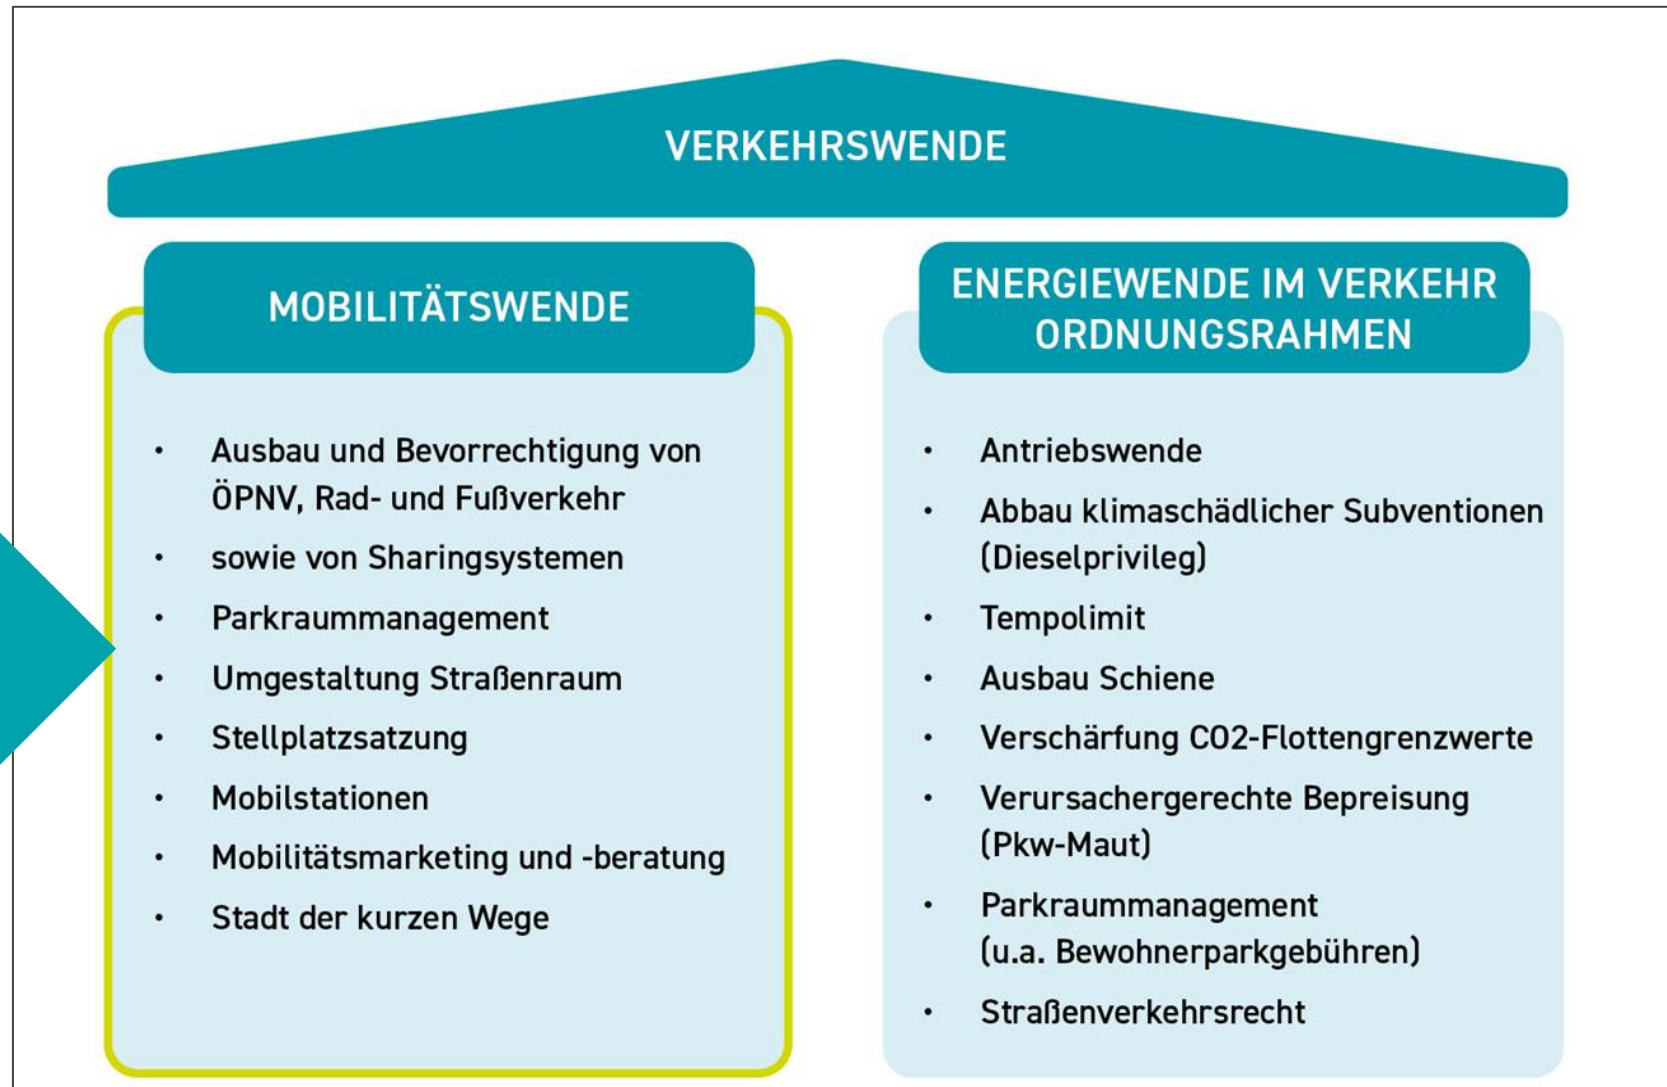 VERKEHRSWENDE
MOBILITÄTSWENDE
• Ausbau und Bevorrechtigung von
ÖPNV, Rad- und Fußverkehr
• sowie von Sharingsystemen
• Parkraummanagement
• Umgestaltung Straßenraum
• Stellplatzsatzung
• Mobilstationen
• Mobilitätsmarketing und -beratung
• Stadt der kurzen Wege
ENERGIEWENDE IM VERKEHR
ORDNUNGSRAHMEN
• Antriebswende
• Abbau klimaschädlicher Subventionen
(Dieselprivileg)
• Tempolimit
• Ausbau Schiene
• Verschärfung CO2-Flottengrenzwerte
• Verursachergerechte Bepreisung
(Pkw-Maut)
• Parkraummanagement
(u.a. Bewohnerparkgebühren)
• Straßenverkehrsrecht